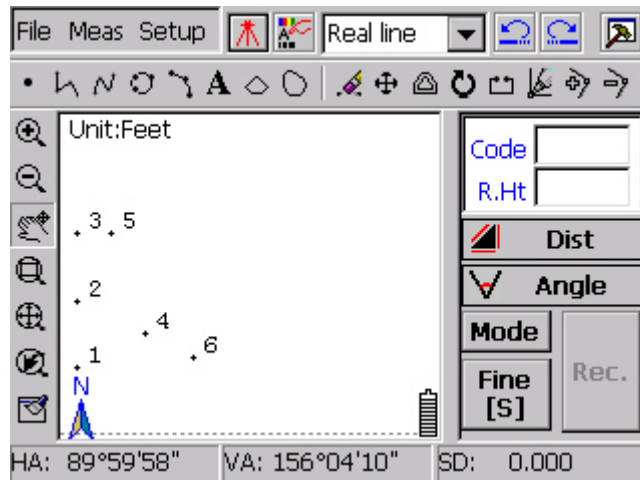 File Meas Setup Real line
A
Unit:Feet
Code
R.Ht
3 5
Dist
2
Angle
4
Mode
6
1
Rec.
N
Fine
[S]
HA: 89°59'58" VA: 156°04'10" SD: 0.000